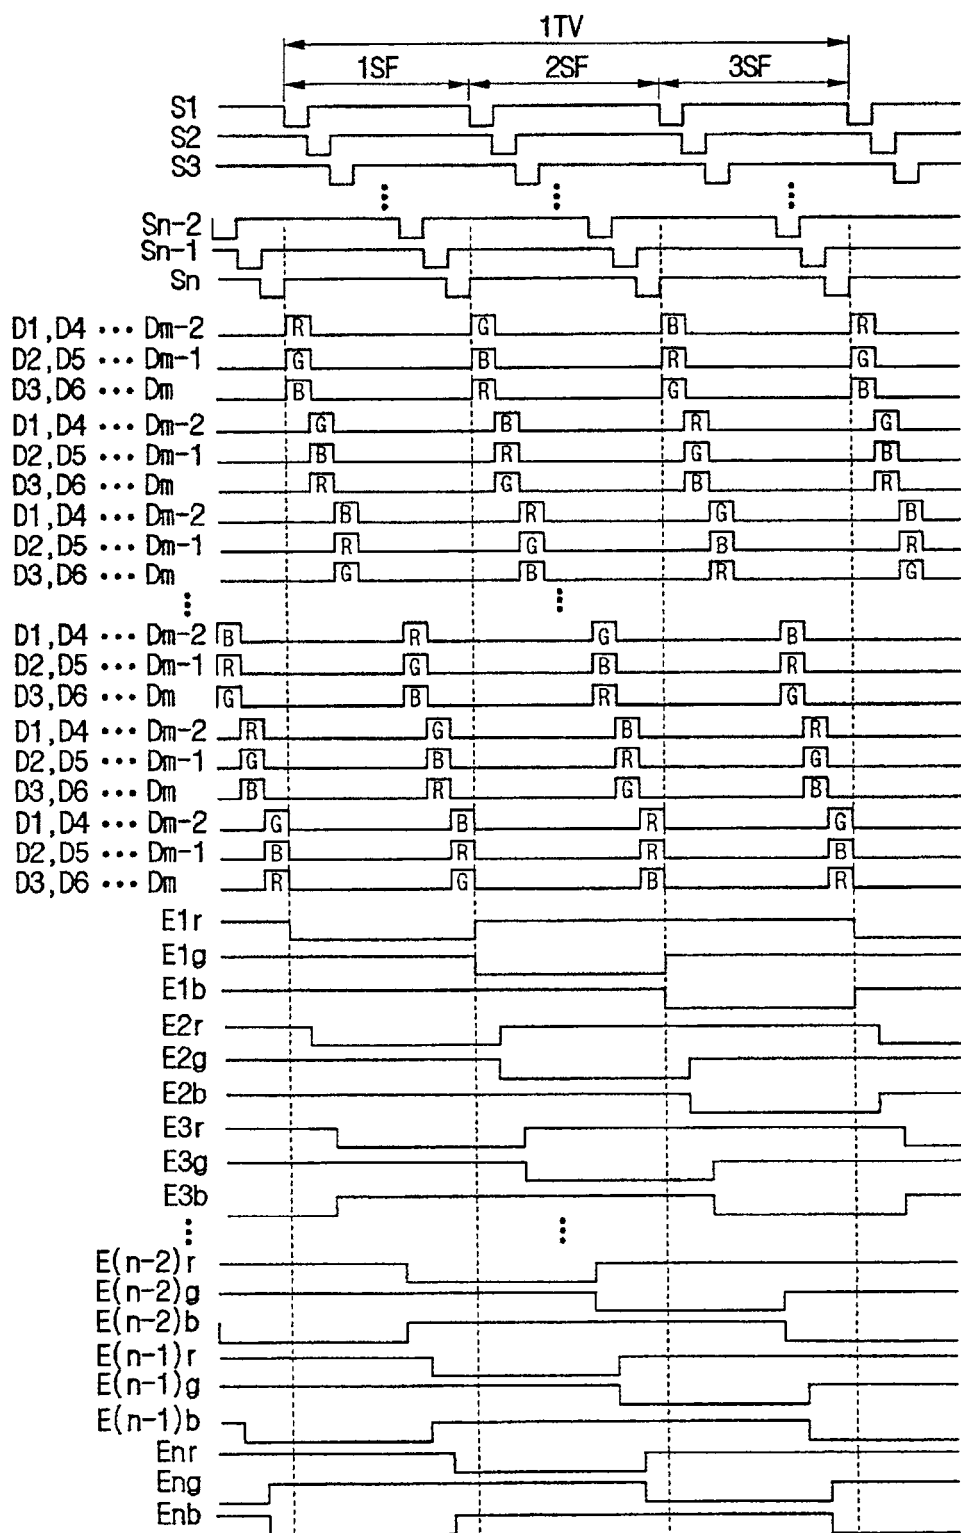 1TV
1SF 2SF 3SF
S1
S2
S3
Sn-2
Sn-1
Sn
D1,D4 ••• Dm-2 R G B R
D2,D5 ••• Dm-1 G B R G
D3,D6 ••• Dm B R G B
D1,D4 ••• Dm-2 G B R G
D2,D5 ••• Dm-1 B R G B
D3,D6 ••• Dm R G B R
D1,D4 ••• Dm-2 B R G B
D2,D5 ••• Dm-1 R G B R
D3,D6 ••• Dm G B R G
D1,D4 ••• Dm-2 B R G B
D2,D5 ••• Dm-1 R G B R
D3,D6 ••• Dm G B R G
D1,D4 ••• Dm-2 R G B R
D2,D5 ••• Dm-1 G B R G
D3,D6 ••• Dm B R G B
D1,D4 ••• Dm-2 G B R G
D2,D5 ••• Dm-1 B R R B
D3,D6 ••• Dm R G B R
E1r
E1g
E1b
E2r
E2g
E2b
E3r
E3g
E3b
E(n-2)r
E(n-2)g
E(n-2)b
E(n-1)r
E(n-1)g
E(n-1)b
Enr
Eng
Enb